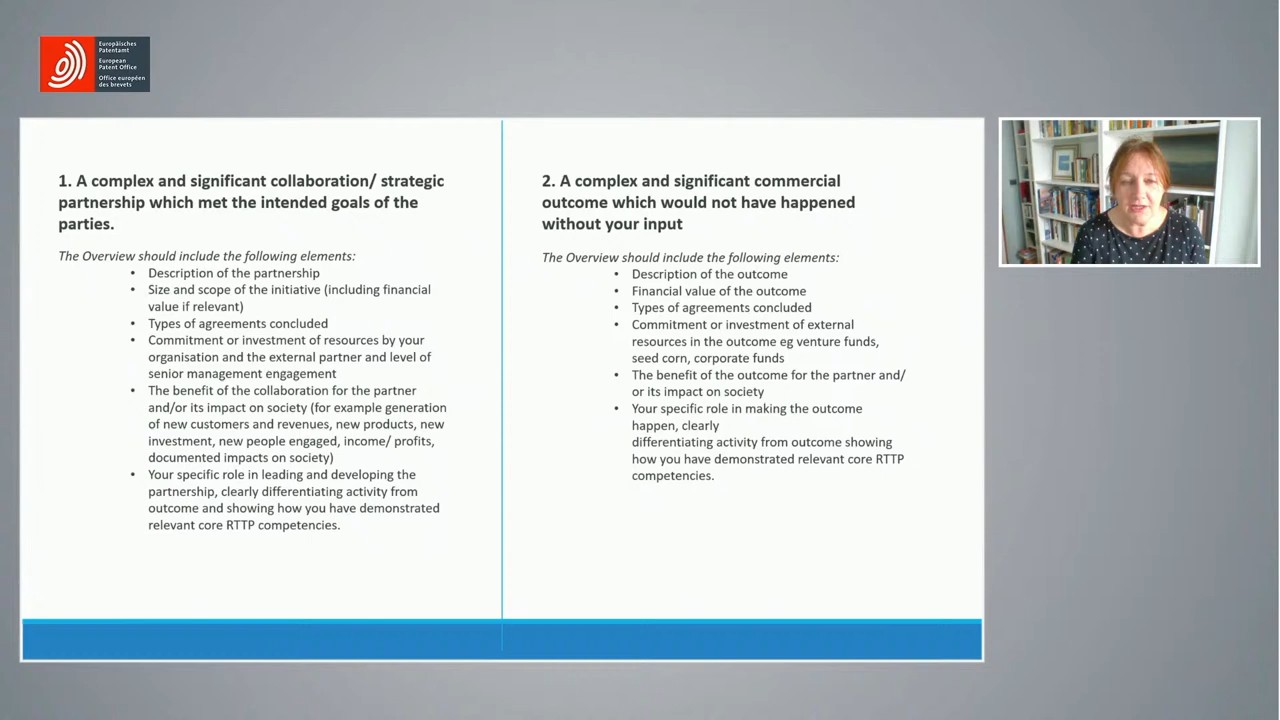 Europäisches
Patentamt
European
Patent Office
Office européen
des brevets
1. A complex and significant collaboration/ strategic
partnership which met the intended goals of the
parties.
The Overview should include the following elements:
• Description of the partnership
• Size and scope of the initiative (including financial
value if relevant)
• Types of agreements concluded
• Commitment or investment of resources by your
organisation and the external partner and level of
senior management engagement
• The benefit of the collaboration for the partner
and/or its impact on society (for example generation
of new customers and revenues, new products, new
investment, new people engaged, income/ profits,
documented impacts on society)
• Your specific role in leading and developing the
partnership, clearly differentiating activity from
outcome and showing how you have demonstrated
relevant core RTTP competencies.
2. A complex and significant commercial
outcome which would not have happened
without your input
The Overview should include the following elements:
• Description of the outcome
• Financial value of the outcome
• Types of agreements concluded
• Commitment or investment of external
resources in the outcome eg venture funds,
seed corn, corporate funds
• The benefit of the outcome for the partner and/
or its impact on society
• Your specific role in making the outcome
happen, clearly
differentiating activity from outcome showing
how you have demonstrated relevant core RTTP
competencies.